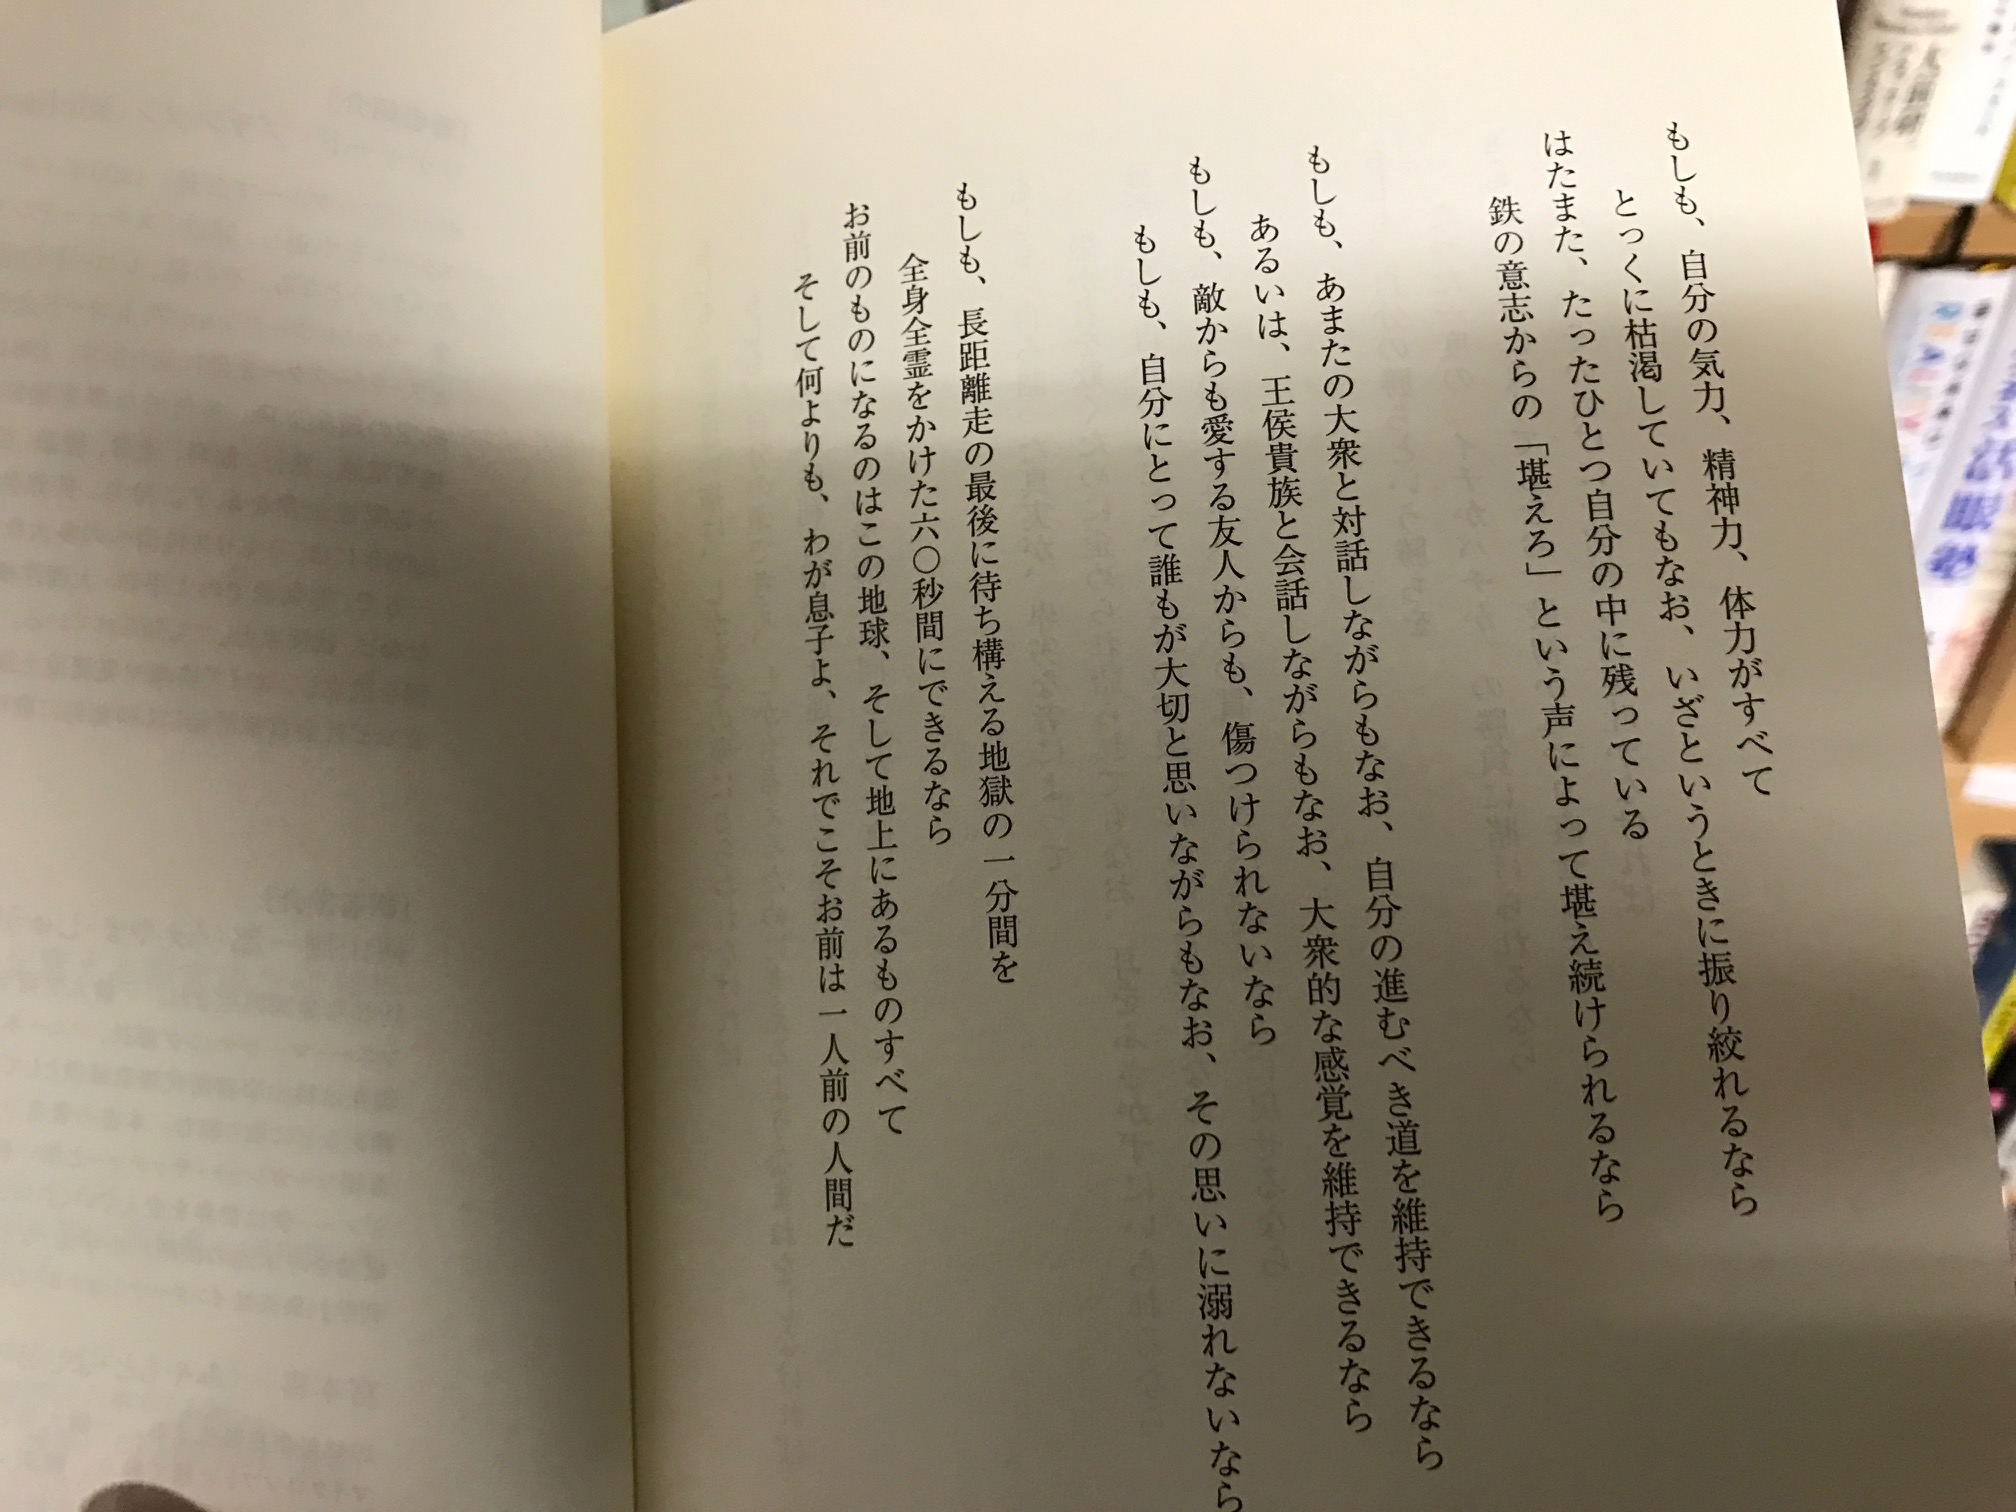 もしも、自分の気力、精神力、体力がすべて
とっくに枯渇していてもなお、いざというときに振り絞れるなら
はたまた、たったひとつ自分の中に残っている
鉄の意志からの「堪えろ」という声によって堪え続けられるなら
もしも、あまたの大衆と対話しながらもなお、自分の進むべき道を維持できるなら
あるいは、王侯貴族と会話しながらもなお、大衆的な感覚を維持できるなら
もしも、敵からも愛する友人からも、傷つけられないなら
もしも、自分にとって誰もが大切と思いながらもなお、その思いに溺れないなら
もしも、長距離走の最後に待ち構える地獄の一分間を
全身全霊をかけた六〇秒間にできるなら
お前のものになるのはこの地球、そして地上にあるものすべて
そして何よりも、わが息子よ、それでこそお前は一人前の人間だ